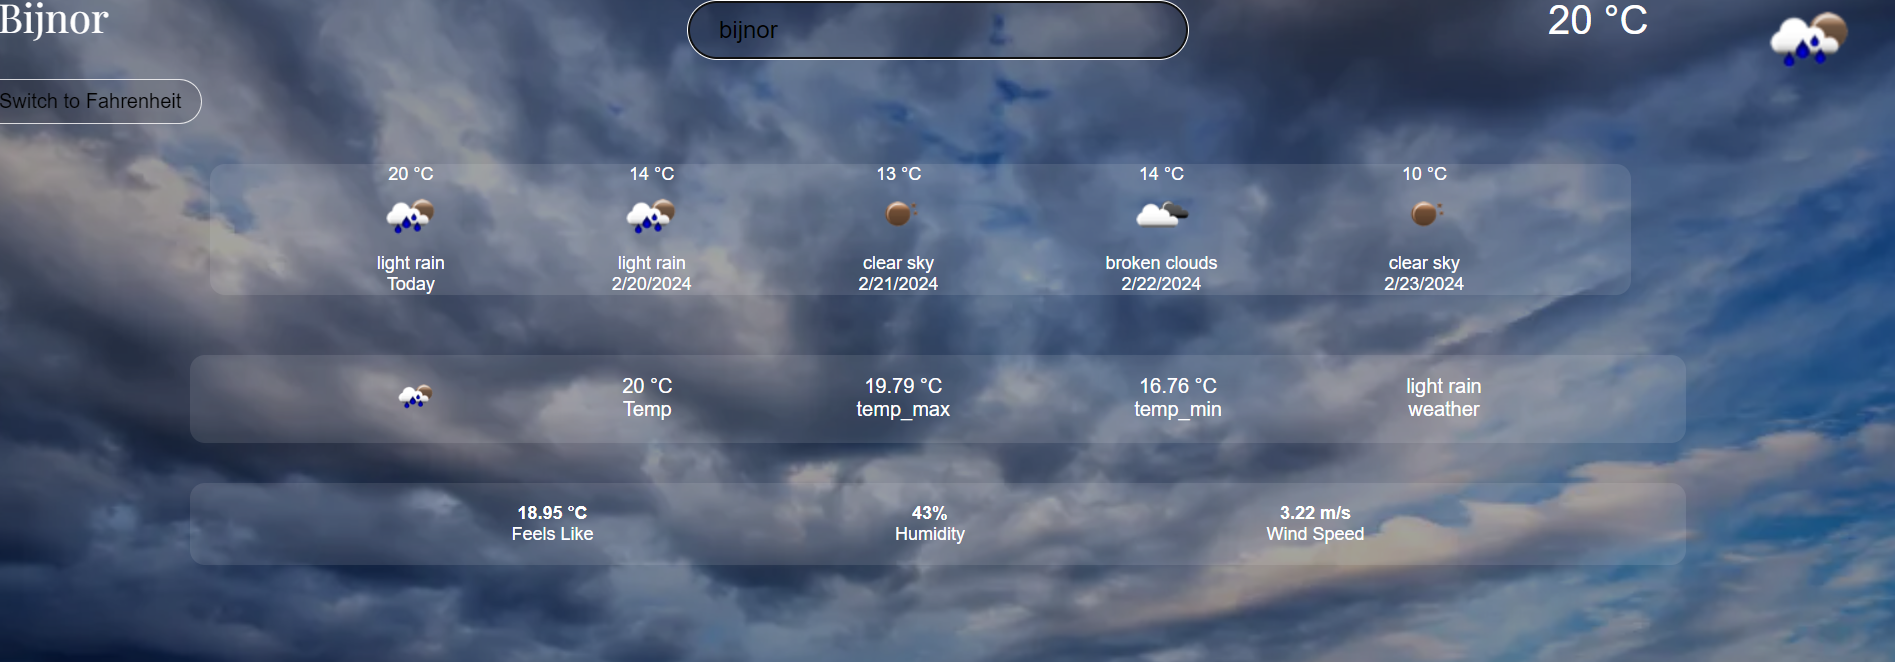 Bijnor
bijnor
20 °C
Switch to Fahrenheit
20 °C
light rain
Today
14 °C
light rain
2/20/2024
13 °C
clear sky
2/21/2024
14 °C
broken clouds
2/22/2024
10 °C
clear sky
2/23/2024
20 °C
Temp
19.79 °C
temp_max
16.76 °C
temp_min
light rain
weather
18.95 °C
Feels Like
43%
Humidity
3.22 m/s
Wind Speed